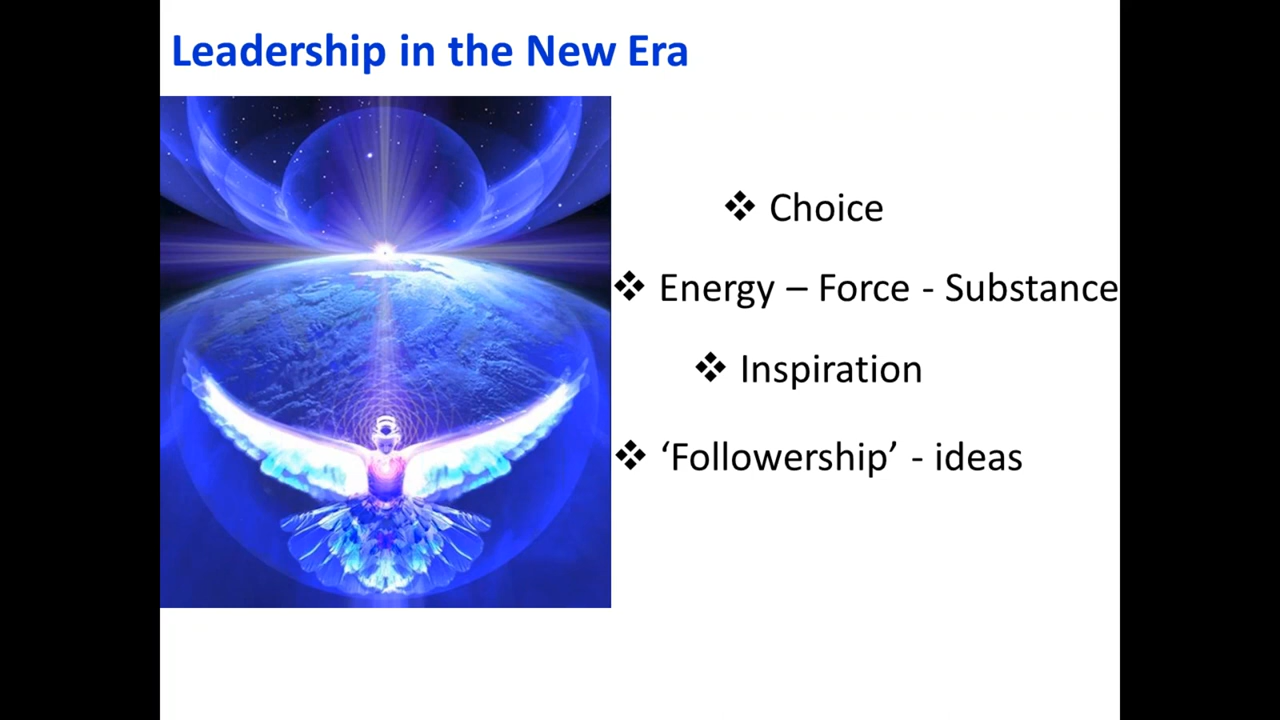 Leadership in the New Era
❖ Choice
❖ Energy – Force - Substance
❖ Inspiration
❖ ‘Followership’ - ideas